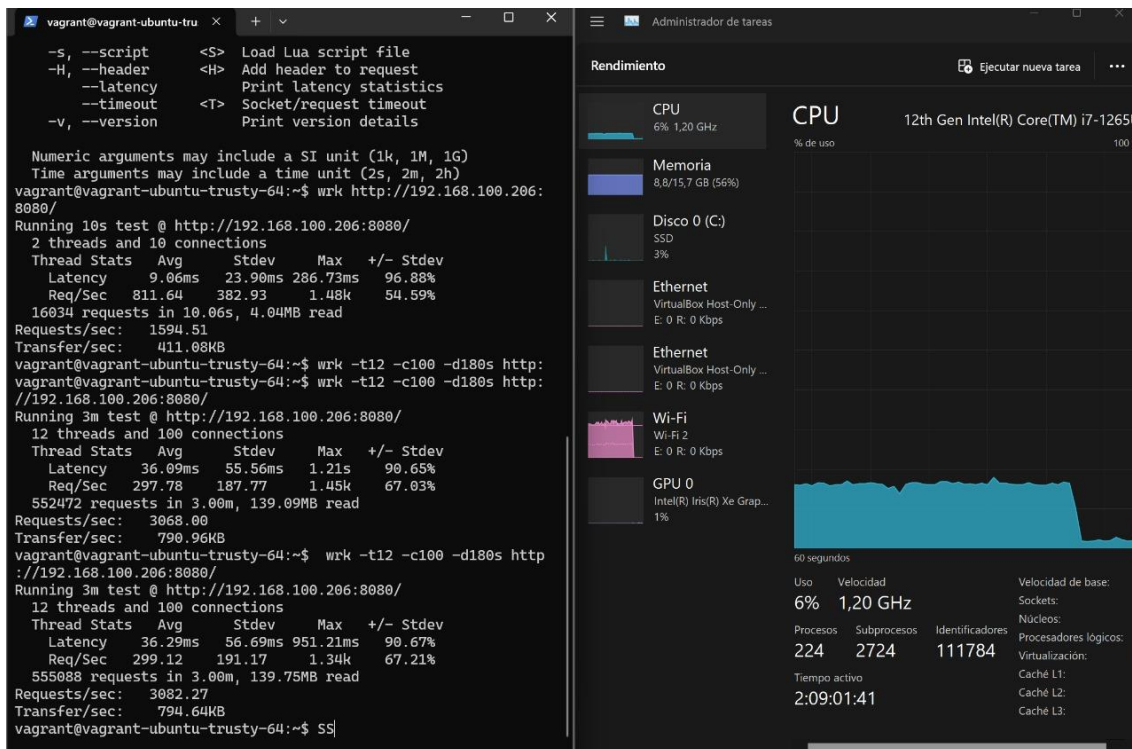 vagrant@vagrant-ubuntu-tru
-s, --script <S> Load Lua script file
-H, --header <H> Add header to request
--latency Print latency statistics
--timeout <T> Socket/request timeout
-v, --version Print version details
Numeric arguments may include a SI unit (1k, 1M, 1G)
Time arguments may include a time unit (2s, 2m, 2h)
vagrant@vagrant-ubuntu-trusty-64:~$ wrk http://192.168.100.206:
8080/
Running 10s test @ http://192.168.100.206:8080/
2 threads and 10 connections
Thread Stats Avg Stdev Max +/- Stdev
Latency 9.06ms 23.90ms 286.73ms 96.88%
Req/Sec 811.64 382.93 1.48k 54.59%
16034 requests in 10.06s, 4.04MB read
Requests/sec: 1594.51
Transfer/sec: 411.08KB
vagrant@vagrant-ubuntu-trusty-64:~$ wrk -t12 -c100 -d180s http:
vagrant@vagrant-ubuntu-trusty-64:~$ wrk -t12 -c100 -d180s http:
//192.168.100.206:8080/
Running 3m test @ http://192.168.100.206:8080/
12 threads and 100 connections
Thread Stats Avg Stdev Max +/- Stdev
Latency 36.09ms 55.56ms 1.21s 90.65%
Req/Sec 297.78 187.77 1.45k 67.03%
552472 requests in 3.00m, 139.09MB read
Requests/sec: 3068.00
Transfer/sec: 790.96KB
vagrant@vagrant-ubuntu-trusty-64:~$ wrk -t12 -c100 -d180s http
://192.168.100.206:8080/
Running 3m test @ http://192.168.100.206:8080/
12 threads and 100 connections
Thread Stats Avg Stdev Max +/- Stdev
Latency 36.29ms 56.69ms 951.21ms 90.67%
Req/Sec 299.12 191.17 1.34k 67.21%
555088 requests in 3.00m, 139.75MB read
Requests/sec: 3082.27
Transfer/sec: 794.64KB
vagrant@vagrant-ubuntu-trusty-64:~$ SS
Administrador de tareas
Rendimiento
Ejecutar nueva tarea
CPU
6% 1,20 GHz
Memoria
8,8/15,7 GB (56%)
Disco 0 (C:)
SSD
3%
Ethernet
VirtualBox Host-Only ...
E: 0 R: 0 Kbps
Ethernet
VirtualBox Host-Only ...
E: 0 R: 0 Kbps
Wi-Fi
Wi-Fi 2
E: 0 R: 0 Kbps
GPU 0
Intel(R) Iris(R) Xe Grap...
1%
CPU
12th Gen Intel(R) Core(TM) i7-1265U
% de uso 100
60 segundos
Uso Velocidad
6% 1,20 GHz
Procesos Subprocesos Identificadores
224 2724 111784
Tiempo activo
2:09:01:41
Velocidad de base:
Sockets:
Núcleos:
Procesadores lógicos:
Virtualización:
Caché L1:
Caché L2:
Caché L3: